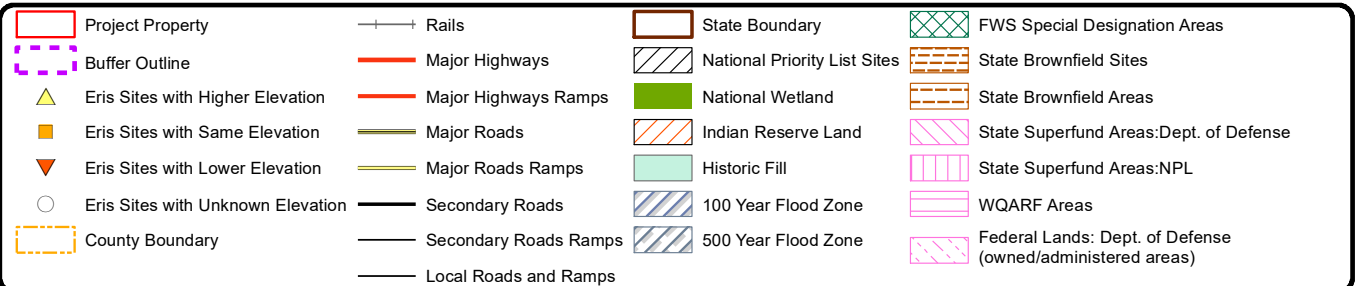 Project Property
Buffer Outline
Eris Sites with Higher Elevation
Eris Sites with Same Elevation
Eris Sites with Lower Elevation
Eris Sites with Unknown Elevation
County Boundary
Rails
Major Highways
Major Highways Ramps
Major Roads
Major Roads Ramps
Secondary Roads
Secondary Roads Ramps
Local Roads and Ramps
State Boundary
National Priority List Sites
National Wetland
Indian Reserve Land
Historic Fill
100 Year Flood Zone
500 Year Flood Zone
FWS Special Designation Areas
State Brownfield Sites
State Brownfield Areas
State Superfund Areas:Dept. of Defense
State Superfund Areas:NPL
WQARF Areas
Federal Lands: Dept. of Defense
(owned/administered areas)